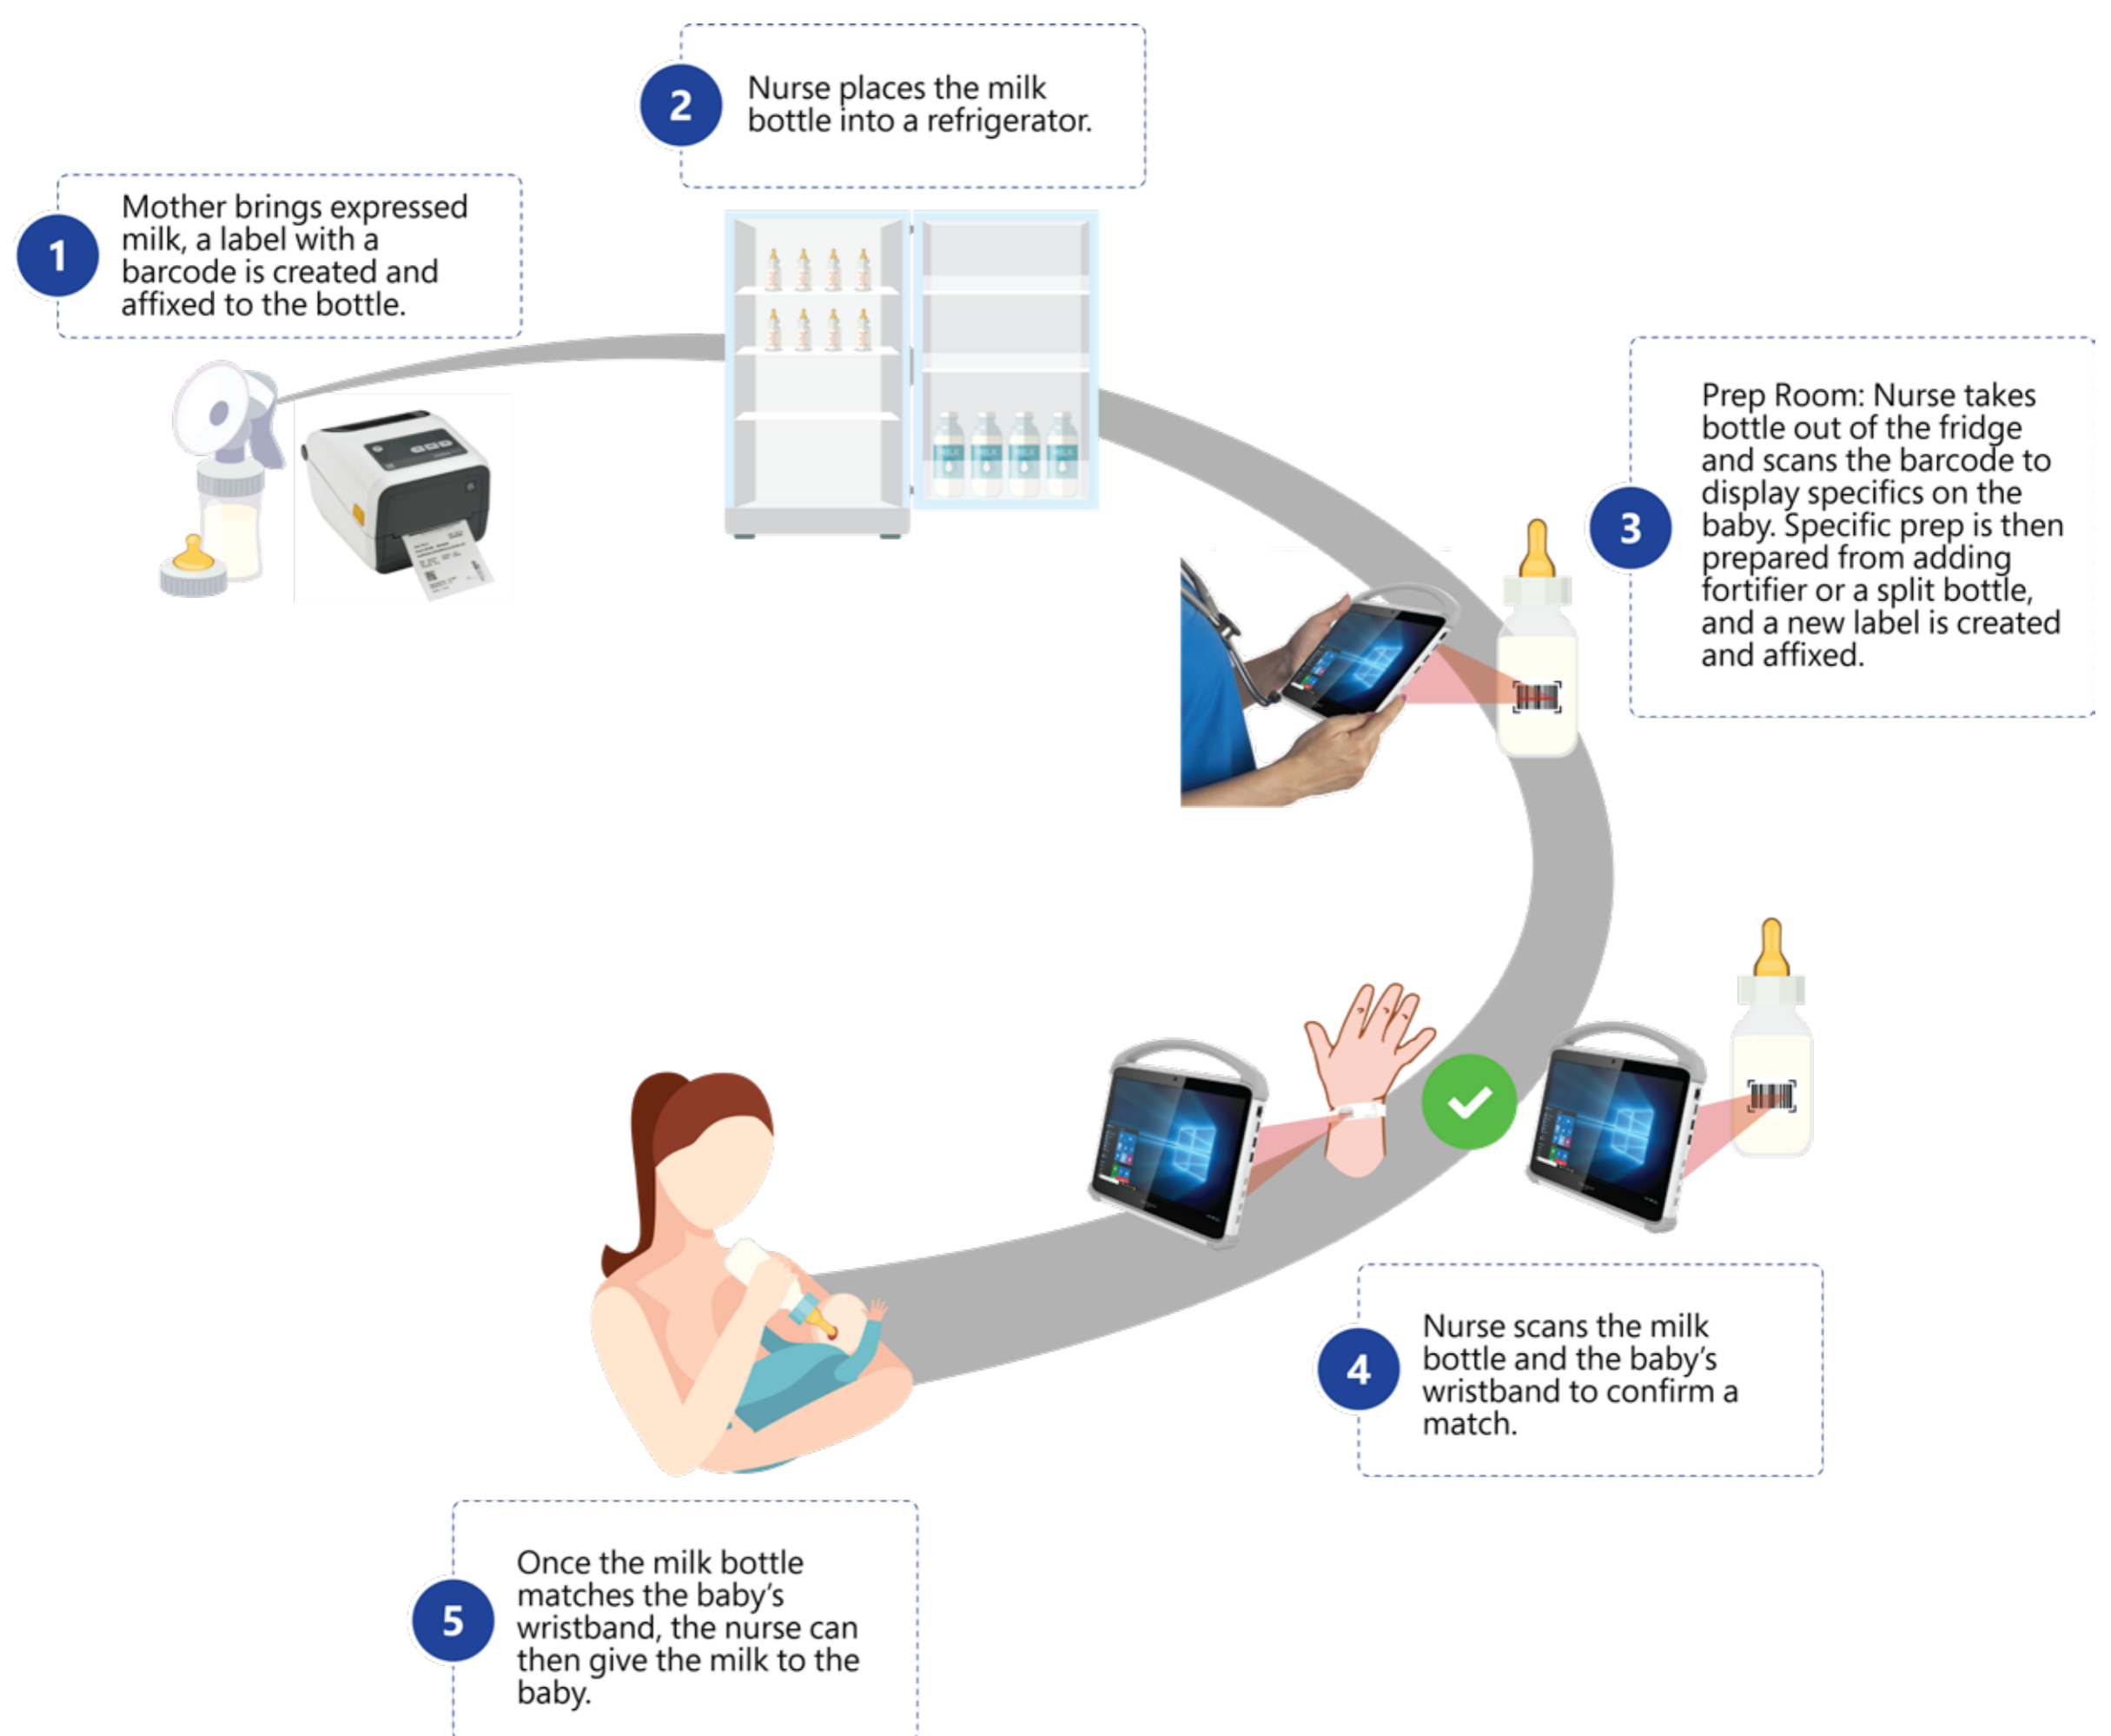 1
Mother brings expressed
milk, a label with a
barcode is created and
affixed to the bottle.
2
Nurse places the milk
bottle into a refrigerator.
MILK
MILK
MILK
MILK
3
Prep Room: Nurse takes
bottle out of the fridge
and scans the barcode to
display specifics on the
baby. Specific prep is then
prepared from adding
fortifier or a split bottle,
and a new label is created
and affixed.
4
Nurse scans the milk
bottle and the baby's
wristband to confirm a
match.
5
Once the milk bottle
matches the baby's
wristband, the nurse can
then give the milk to the
baby.